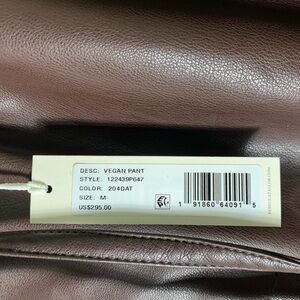 DESC: VEGAN PANT
STYLE: 122439P647
COLOR: 204DAT
SIZE: M
US$295.00
1 91860 64091 5